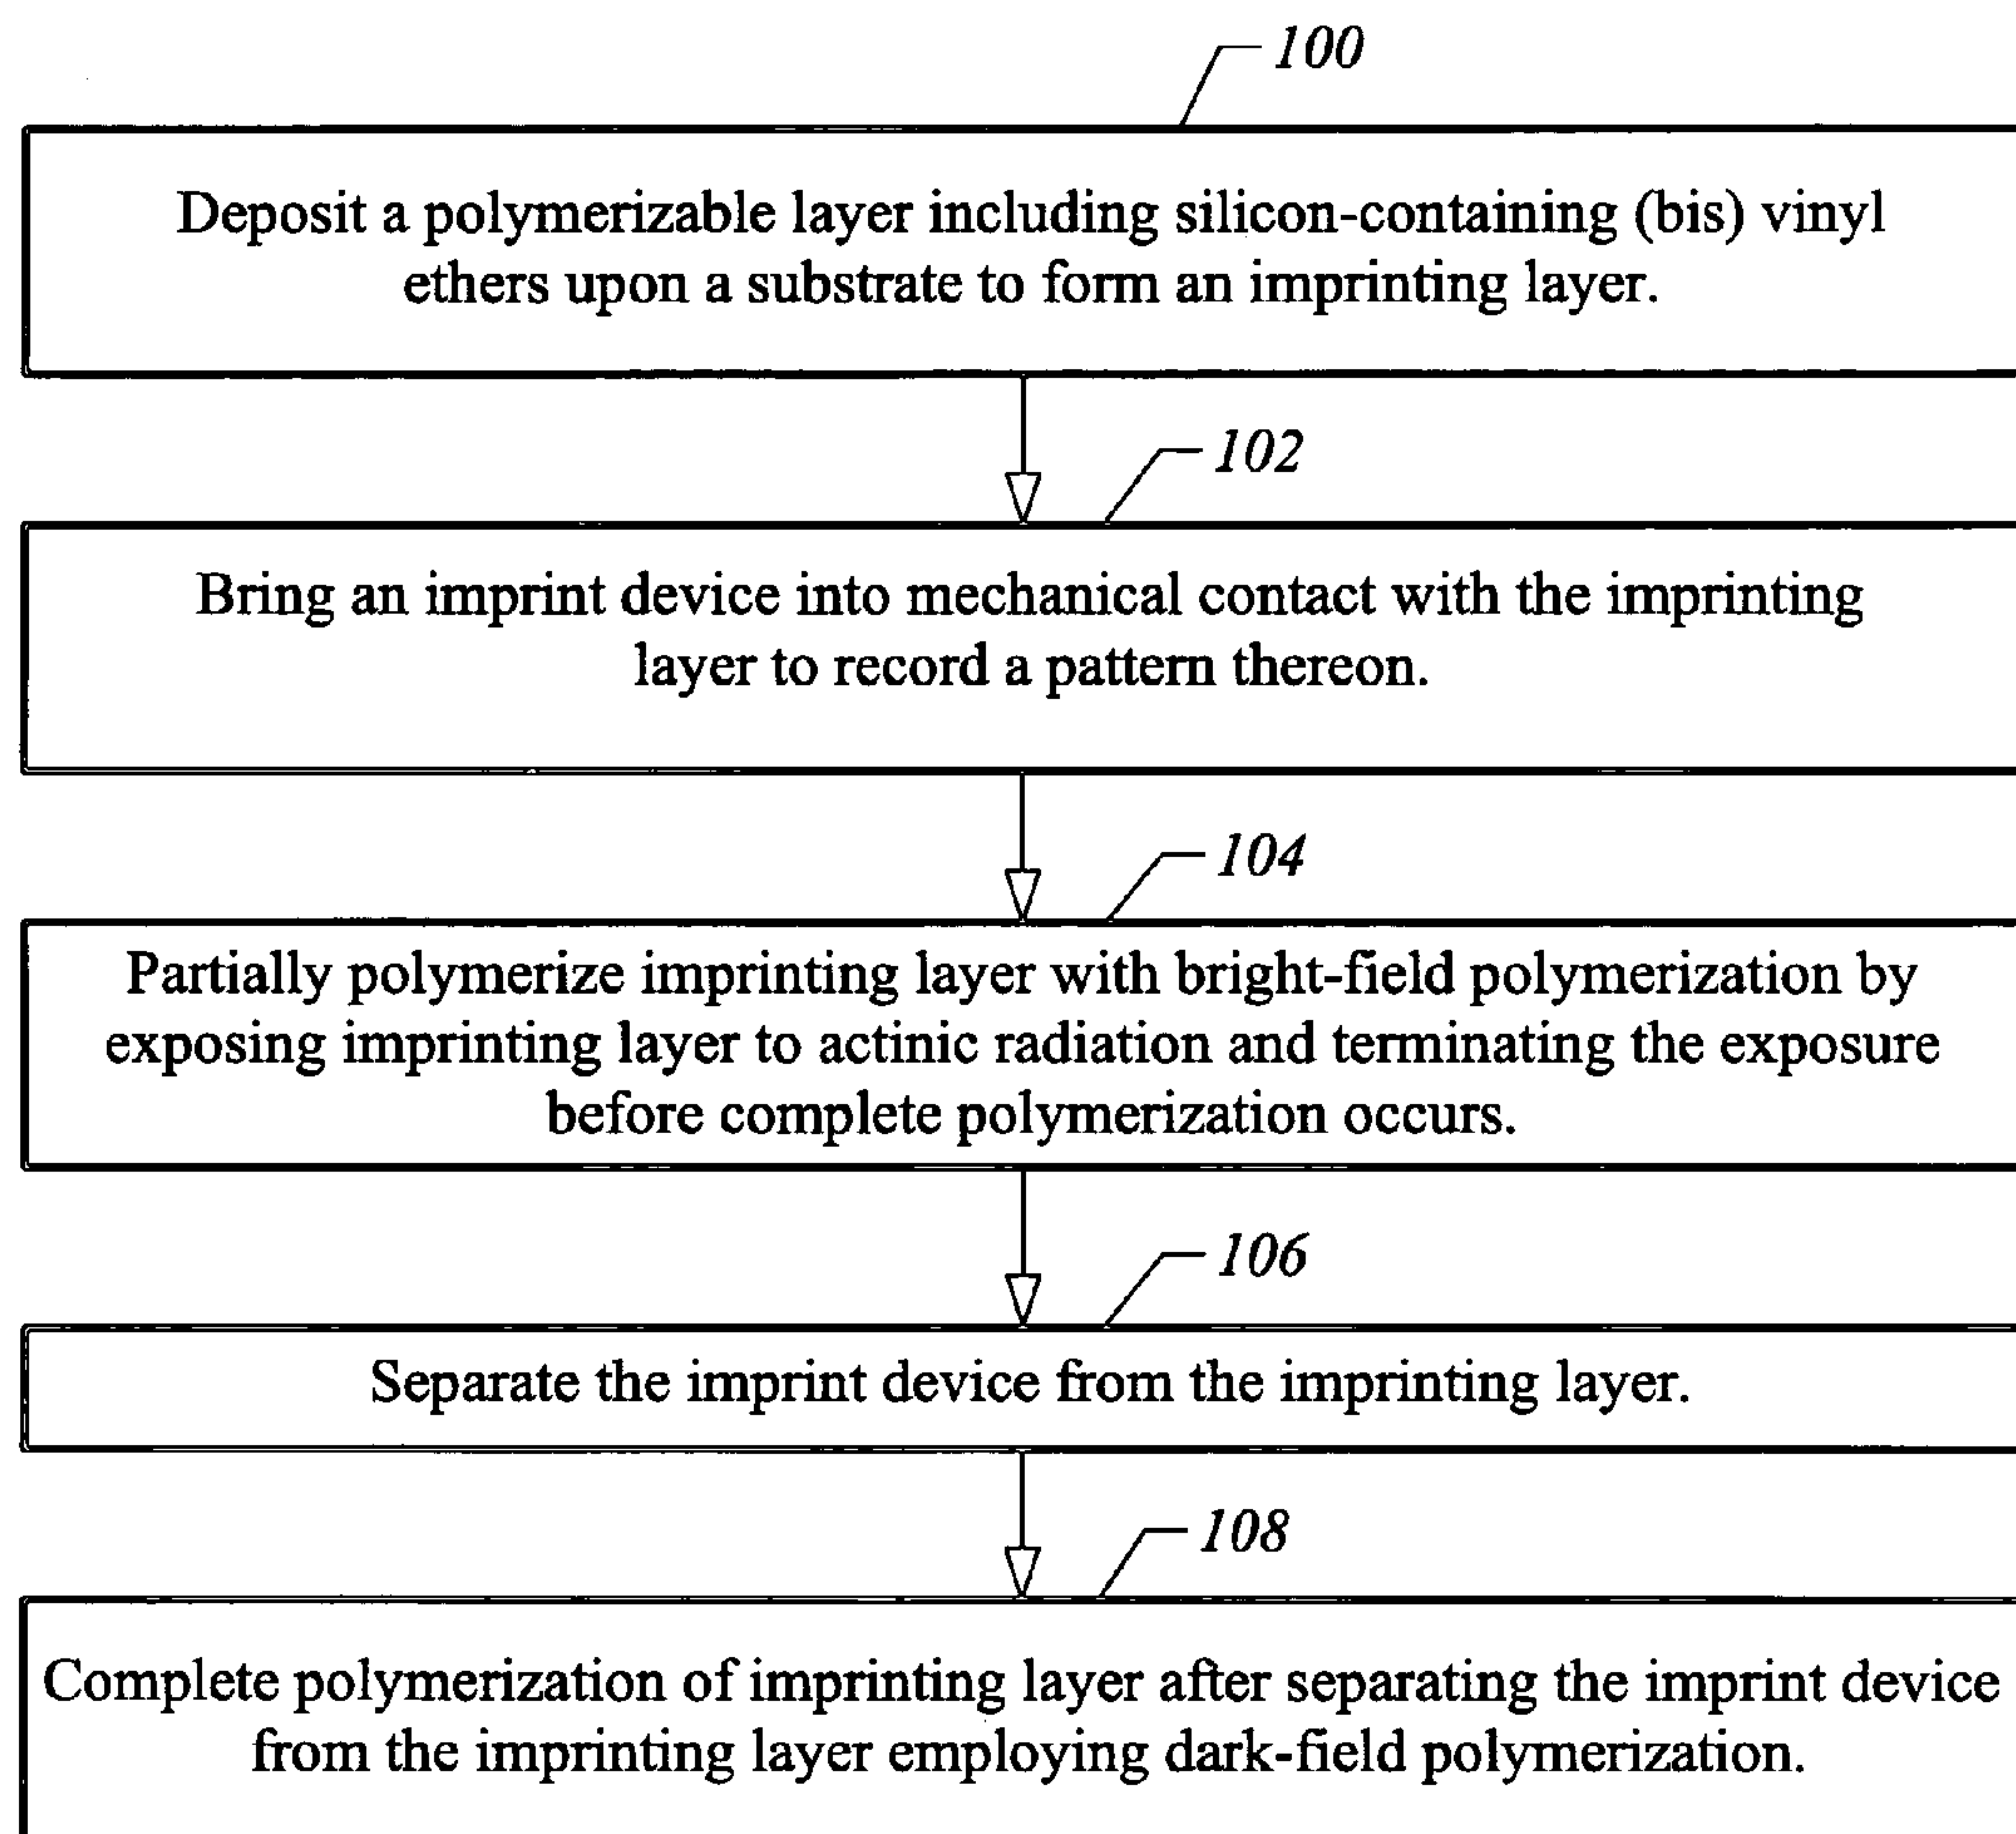 100
Deposit a polymerizable layer including silicon-containing (bis) vinyl
ethers upon a substrate to form an imprinting layer.
102
Bring an imprint device into mechanical contact with the imprinting
layer to record a pattern thereon.
104
Partially polymerize imprinting layer with bright-field polymerization by
exposing imprinting layer to actinic radiation and terminating the exposure
before complete polymerization occurs.
106
Separate the imprint device from the imprinting layer.
108
Complete polymerization of imprinting layer after separating the imprint device
from the imprinting layer employing dark-field polymerization.